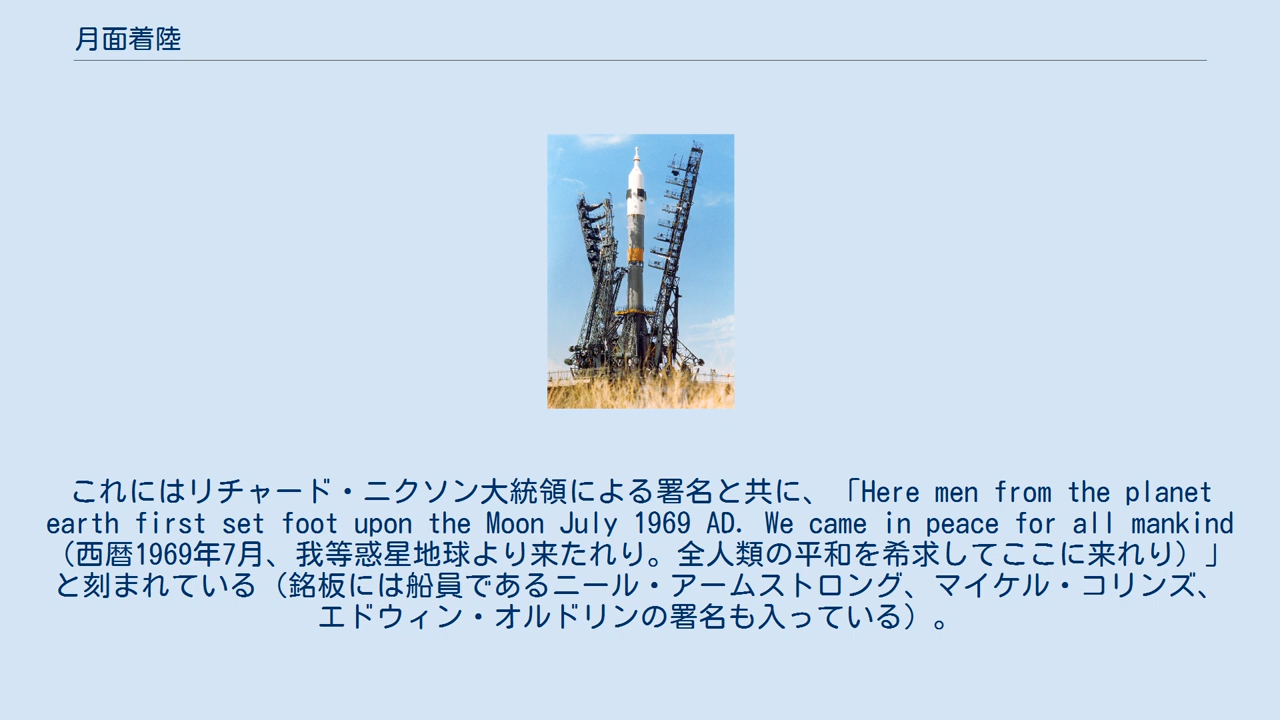 月面着陸
これにはリチャード・ニクソン大統領による署名と共に、「Here men from the planet
earth first set foot upon the Moon July 1969 AD. We came in peace for all mankind
（西暦1969年7月、我等惑星地球より来たれり。全人類の平和を希求してここに来れり）」
と刻まれている（銘板には船員であるニール・アームストロング、マイケル・コリンズ、
エドウィン・オルドリンの署名も入っている）。